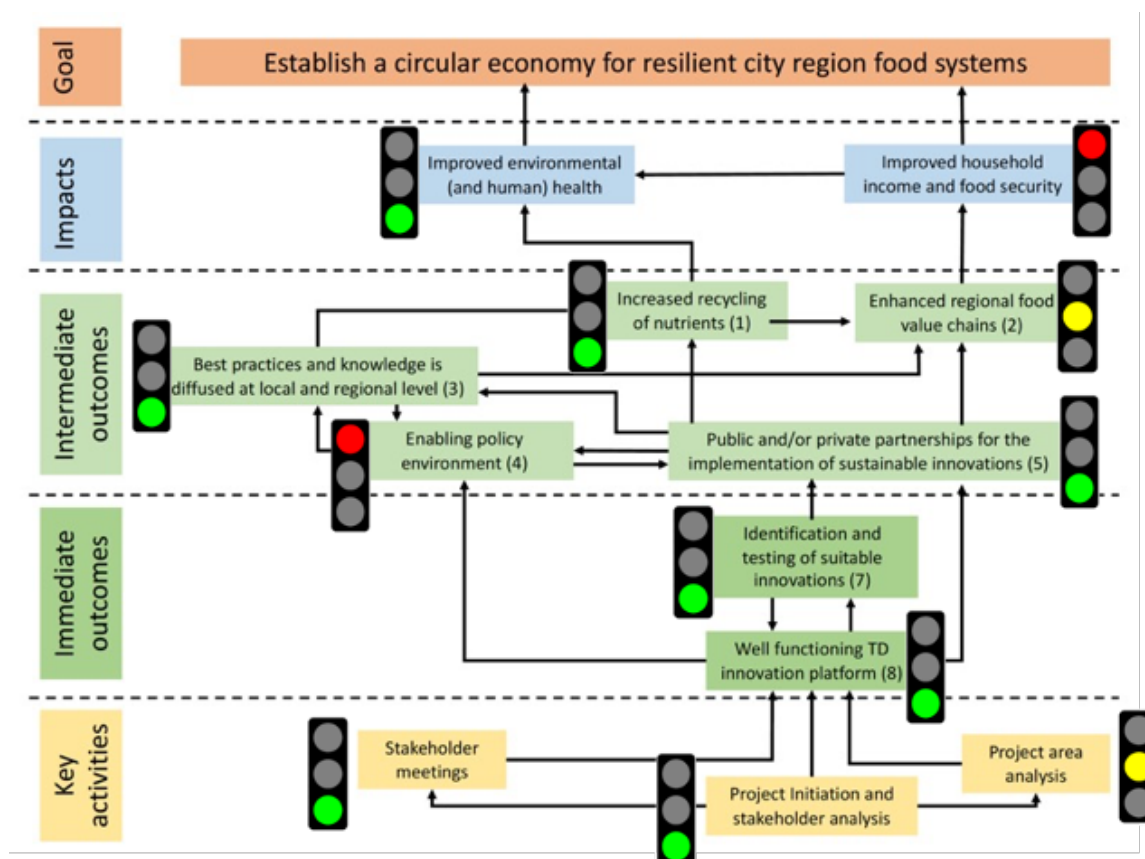 Goal
Establish a circular economy for resilient city region food systems
Impacts
Improved environmental
(and human) health
Improved household
income and food security
Intermediate
outcomes
Increased recycling
of nutrients (1)
Enhanced regional food
value chains (2)
Best practices and knowledge is
diffused at local and regional level (3)
Enabling policy
environment (4)
Public and/or private partnerships for the
implementation of sustainable innovations (5)
Immediate
outcomes
Identification and
testing of suitable
innovations (7)
Well functioning TD
innovation platform (8)
Key
activities
Stakeholder
meetings
Project Initiation and
stakeholder analysis
Project area
analysis